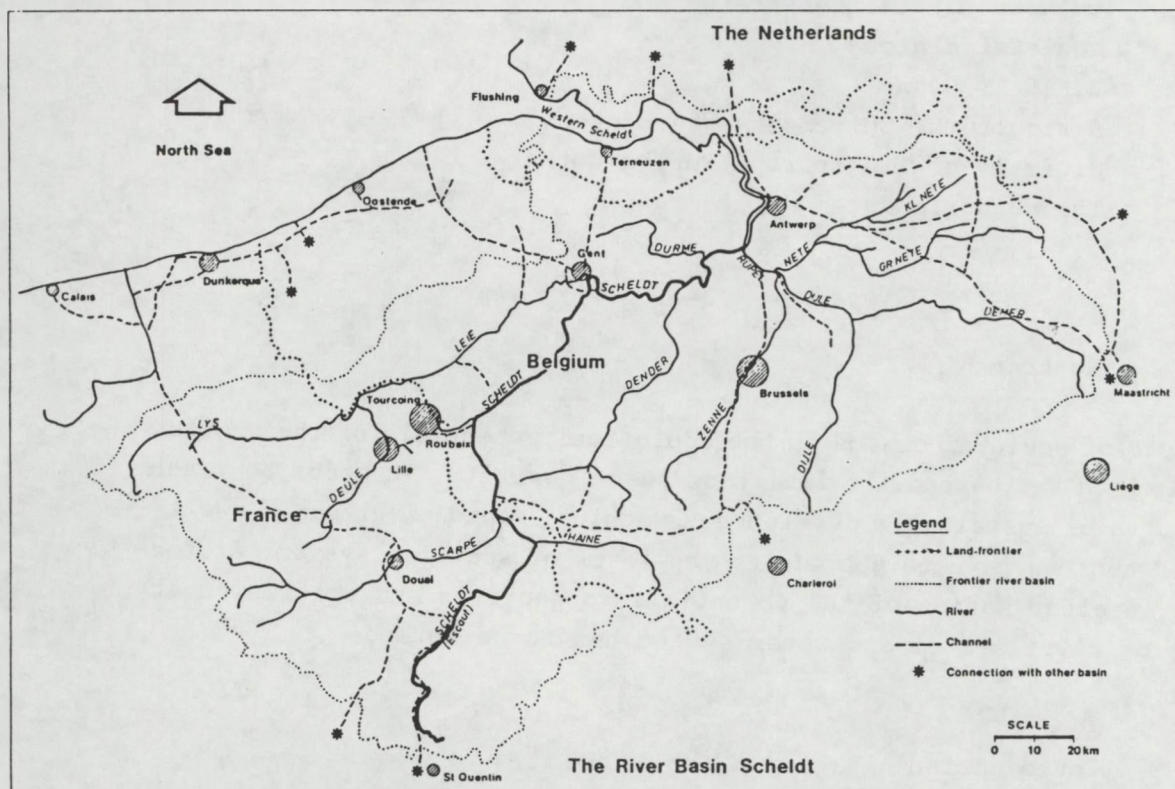 The Netherlands
Flushing
North Sea
Western Scheldt
Terneuzen
Oostende
Antwerp
KL NETE
DURME
NETE
GR NETE
Gent
RUPEL
Dunkerque
SCHELDT
Calais
DIJLE
DEMER
LEIE
Belgium
SCHELDT
DENDER
Brussels
Maastricht
Tourcoing
LYS
Roubaix
ZENNE
DIJLE
Lille
DEÛLE
Liège
France
Legend
SCARPE
HAINE
Land-frontier
Douai
Charleroi
Frontier river basin
SCHELDT
(Escaut)
River
Channel
Connection with other basin
SCALE
0 10 20 km
St Quentin
The River Basin Scheldt